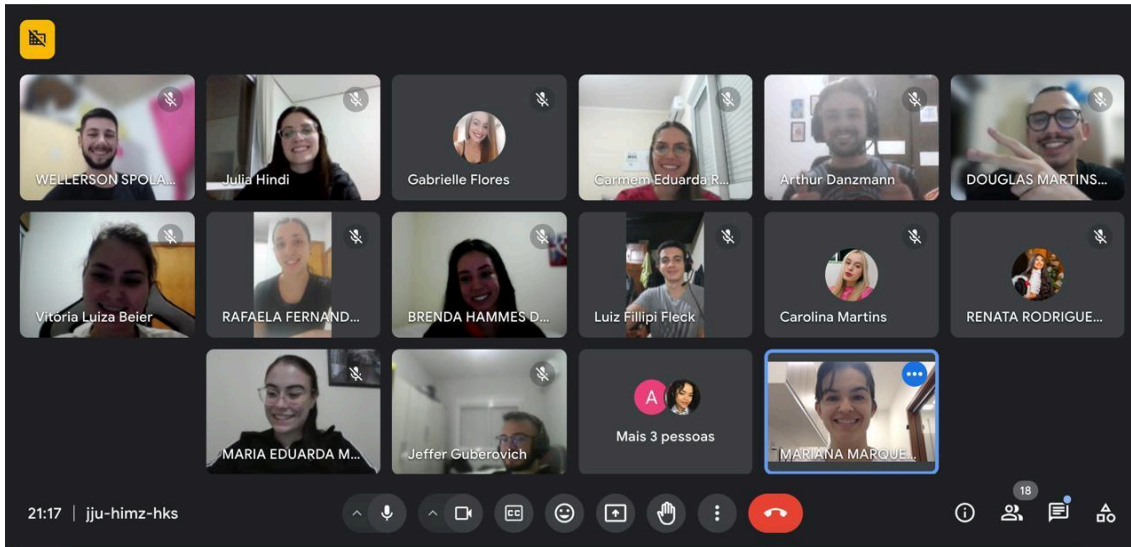 WELLERSON SPOLA...
Julia Hindi
Gabrielle Flores
Carmem Eduarda R...
Arthur Danzmann
DOUGLAS MARTINS...
Vitória Luiza Beier
RAFAELA FERNAND...
BRENDA HAMMES D...
Luiz Fillipi Fleck
Carolina Martins
RENATA RODRIGUE...
MARIA EDUARDA M...
Jeffer Guberovich
A
Mais 3 pessoas
MARIANA MARQUE...
21:17 | jju-himz-hks
CC
18